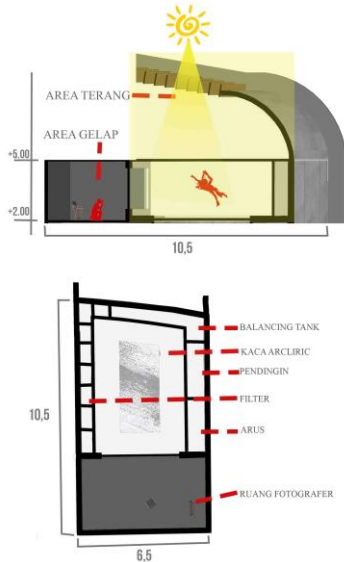 AREA TERANG
AREA GELAP
+5.00
+2.00
10,5
BALANCING TANK
KACA ARCLIRIC
PENDINGIN
10,5
FILTER
ARUS
RUANG FOTOGRAFER
6,5